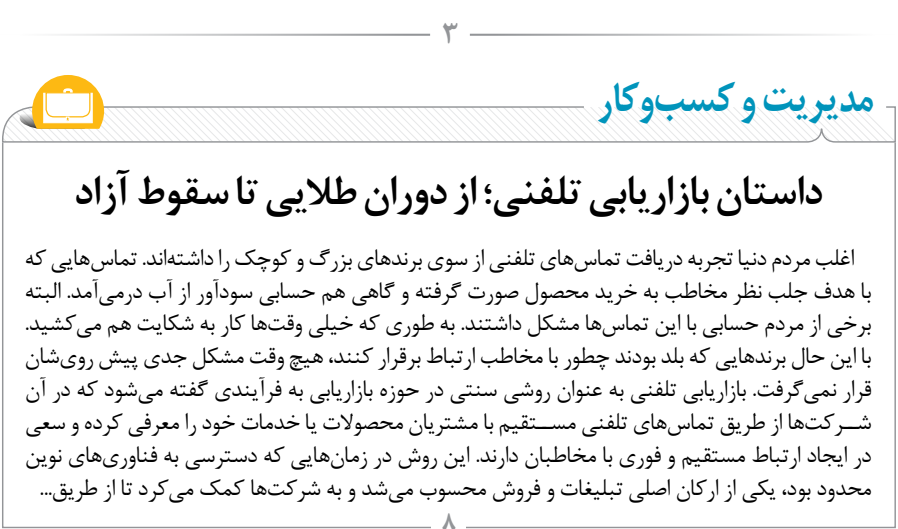 ۳
مدیریت و کسب‌وکار
داستان بازاریابی تلفنی؛ از دوران طلایی تا سقوط آزاد
اغلب مردم دنیا تجربه دریافت تماس‌های تلفنی از سوی برندهای بزرگ و کوچک را داشته‌اند. تماس‌هایی که
با هدف جلب نظر مخاطب به خرید محصول صورت گرفته و گاهی هم حسابی سودآور از آب درمی‌آمد. البته
برخی از مردم حسابی با این تماس‌ها مشکل داشتند. به طوری که خیلی وقت‌ها کار به شکایت هم می‌کشید.
با این حال برندهایی که بلد بودند چطور با مخاطب ارتباط برقرار کنند، هیچ وقت مشکل جدی پیش روی‌شان
قرار نمی‌گرفت. بازاریابی تلفنی به عنوان روشی سنتی در حوزه بازاریابی به فرآیندی گفته می‌شود که در آن
شــرکت‌ها از طریق تماس‌های تلفنی مســتقیم با مشتریان محصولات یا خدمات خود را معرفی کرده و سعی
در ایجاد ارتباط مستقیم و فوری با مخاطبان دارند. این روش در زمان‌هایی که دسترسی به فناوری‌های نوین
محدود بود، یکی از ارکان اصلی تبلیغات و فروش محسوب می‌شد و به شرکت‌ها کمک می‌کرد تا از طریق...
۸